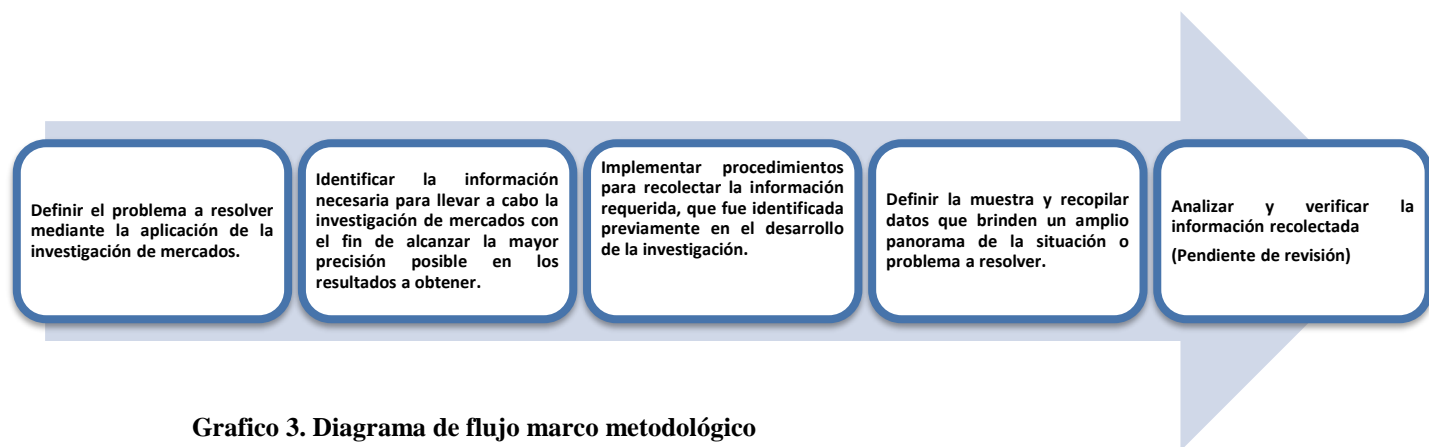 Definir el problema a resolver
mediante la aplicación de la
investigación de mercados.
Identificar la información
necesaria para llevar a cabo la
investigación de mercados con
el fin de alcanzar la mayor
precisión posible en los
resultados a obtener.
Implementar procedimientos
para recolectar la información
requerida, que fue identificada
previamente en el desarrollo
de la investigación.
Definir la muestra y recopilar
datos que brinden un amplio
panorama de la situación o
problema a resolver.
Analizar y verificar la
información recolectada
(Pendiente de revisión)
Grafico 3. Diagrama de flujo marco metodológico